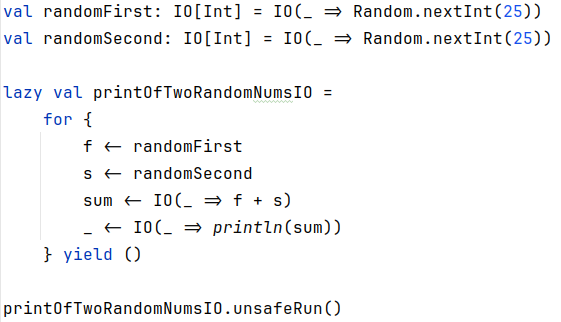 val randomFirst: IO[Int] = IO(_ => Random.nextInt(25))
val randomSecond: IO[Int] = IO(_ => Random.nextInt(25))
lazy val printOfTwoRandomNumsIO =
for {
f <- randomFirst
s <- randomSecond
sum <- IO(_ => f + s)
_ <- IO(_ => println(sum))
} yield ()
printOfTwoRandomNumsIO.unsafeRun()